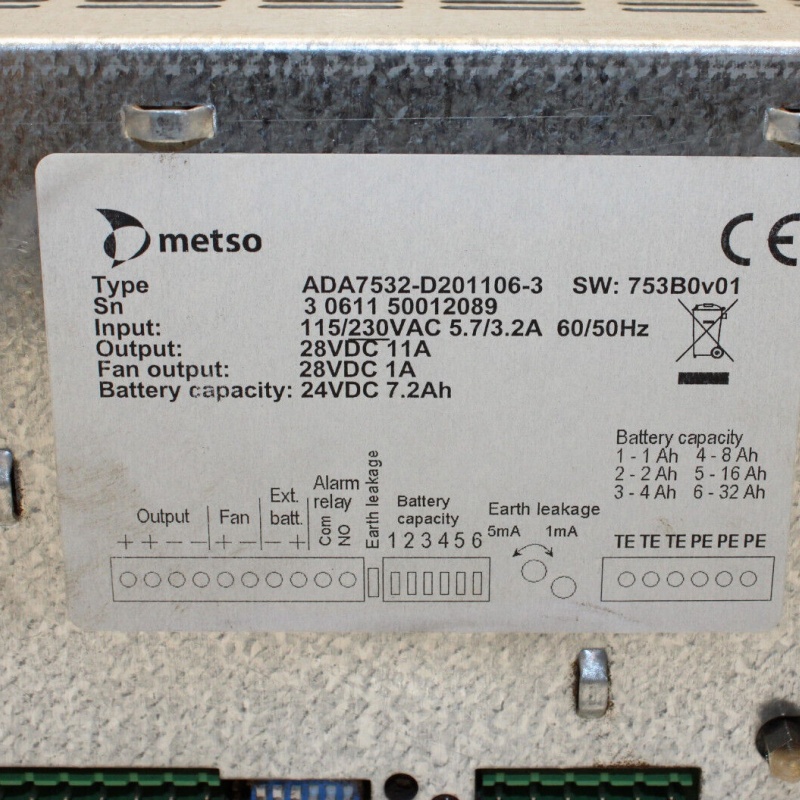 metso
CE
Type ADA7532-D201106-3 SW: 753B0v01
Sn 3 0611 50012089
Input: 115/230VAC 5.7/3.2A 60/50Hz
Output: 28VDC 11A
Fan output: 28VDC 1A
Battery capacity: 24VDC 7.2Ah
Battery capacity
1 - 1 Ah 4 - 8 Ah
2 - 2 Ah 5 - 16 Ah
3 - 4 Ah 6 - 32 Ah
Output
+ + - -
Fan
+ -
Ext.
batt.
- +
Alarm
relay
Com
NO
Earth leakage
Battery
capacity
1 2 3 4 5 6
Earth leakage
5mA 1mA
TE TE TE PE PE PE